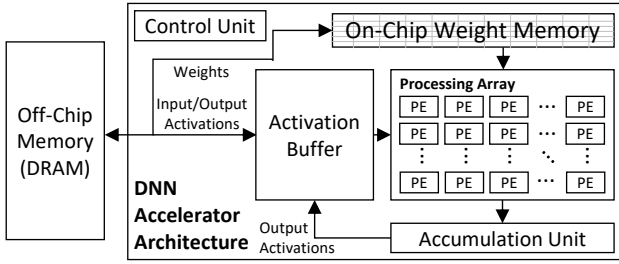 Control Unit
On-Chip Weight Memory
Weights
Input/Output
Activations
Off-Chip
Memory
(DRAM)
Activation
Buffer
Processing Array
PE PE PE ··· PE
PE PE PE ··· PE
PE PE PE ··· PE
DNN
Accelerator
Architecture
Output
Activations
Accumulation Unit